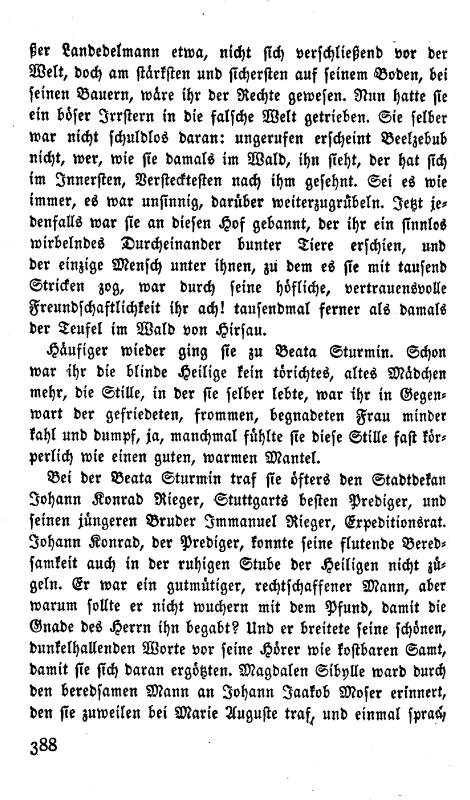 ßer Landedelmann etwa, nicht sich verschließend vor der
Welt, doch am stärksten und sichersten auf seinem Boden, bei
seinen Bauern, wäre ihr der Rechte gewesen. Nun hatte sie
ein böser Irrstern in die falsche Welt getrieben. Sie selber
war nicht schuldlos daran: ungerufen erscheint Beelzebub
nicht, wer, wie sie damals im Wald, ihn sieht, der hat sich
im Innersten, Verstecktesten nach ihm gesehnt. Sei es wie
immer, es war unsinnig, darüber weiterzugrübeln. Jetzt je-
denfalls war sie an diesen Hof gebannt, der ihr ein sinnlos
wirbelndes Durcheinander bunter Tiere erschien, und
der einzige Mensch unter ihnen, zu dem es sie mit tausend
Stricken zog, war durch seine höfliche, vertrauensvolle
Freundschaftlichkeit ihr ach! tausendmal ferner als damals
der Teufel im Wald von Hirsau.
Häufiger wieder ging sie zu Beata Sturmin. Schon
war ihr die blinde Heilige kein törichtes, altes Mädchen
mehr, die Stille, in der sie selber lebte, war ihr in Gegen-
wart der gefriedeten, frommen, begnadeten Frau minder
kahl und dumpf, ja, manchmal fühlte sie diese Stille fast kör-
perlich wie einen guten, warmen Mantel.
Bei der Beata Sturmin traf sie öfters den Stadtdekan
Johann Konrad Rieger, Stuttgarts besten Prediger, und
seinen jüngeren Bruder Immanuel Rieger, Expeditionsrat.
Johann Konrad, der Prediger, konnte seine flutende Bered-
samkeit auch in der ruhigen Stube der Heiligen nicht zü-
geln. Er war ein gutmütiger, rechtschaffener Mann, aber
warum sollte er nicht wuchern mit dem Pfund, damit die
Gnade des Herrn ihn begabt? Und er breitete seine schönen,
dunkelhallenden Worte vor seine Hörer wie kostbaren Samt,
damit sie sich daran ergötzten. Magdalen Sibylle ward durch
den beredsamen Mann an Johann Jaakob Moser erinnert,
den sie zuweilen bei Marie Auguste traf, und einmal sprach
388